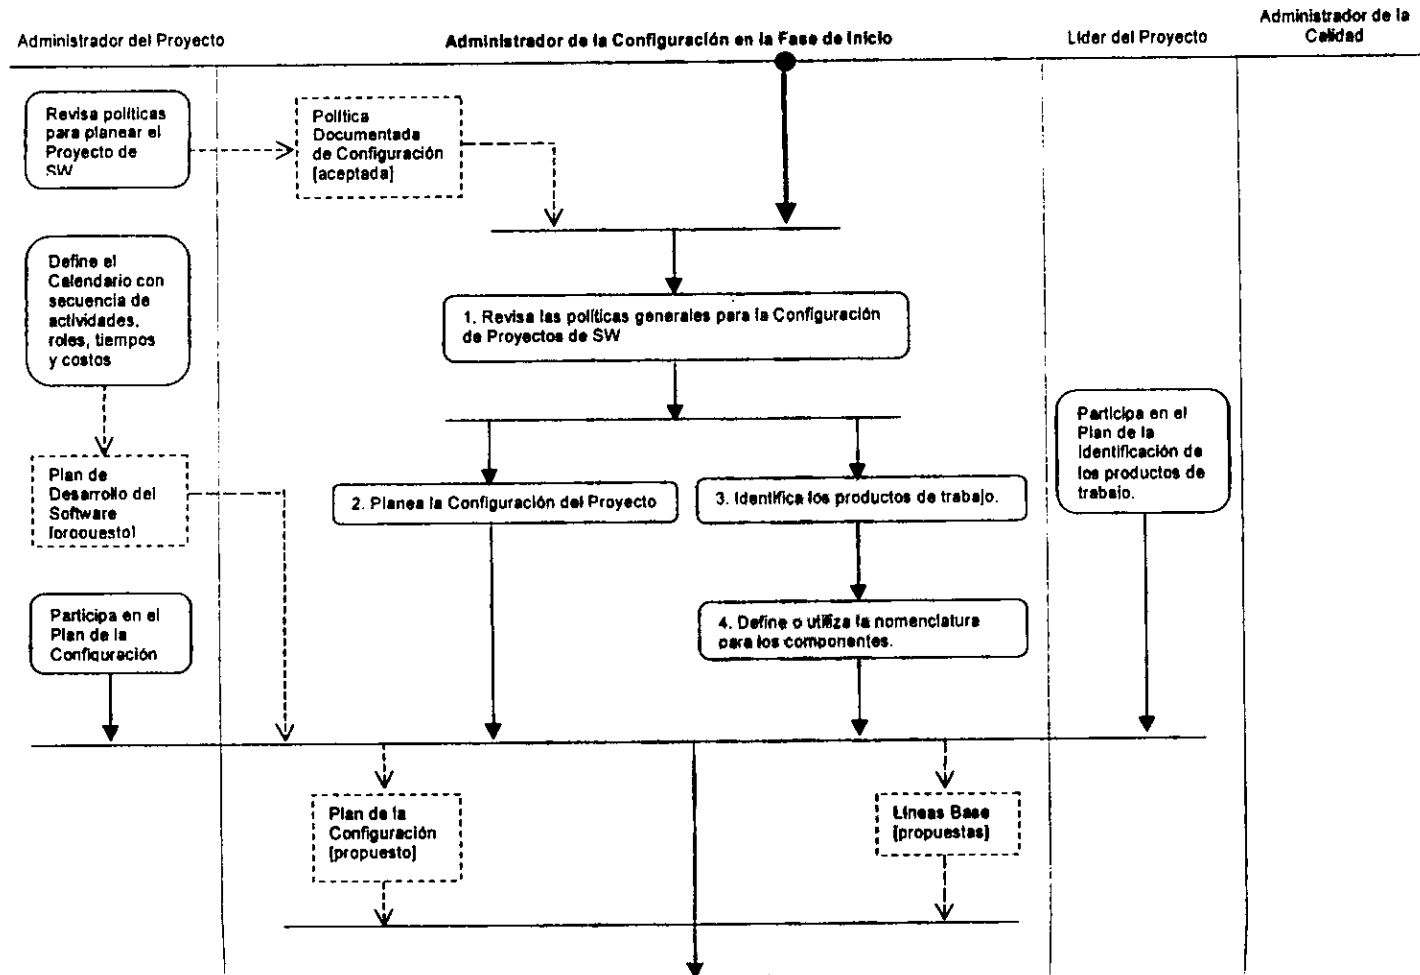 Administrador del Proyecto
Administrador de la Configuración en la Fase de Inicio
Líder del Proyecto
Administrador de la
Calidad
Revisa políticas
para planear el
Proyecto de
SW
Política
Documentada
de Configuración
[aceptada]
Define el
Calendario con
secuencia de
actividades,
roles, tiempos
y costos
1. Revisa las políticas generales para la Configuración
de Proyectos de SW
Participa en el
Plan de la
Identificación de
los productos de
trabajo.
Plan de
Desarrollo del
Software
[propuesto]
2. Planea la Configuración del Proyecto
3. Identifica los productos de trabajo.
Participa en el
Plan de la
Configuración
4. Define o utiliza la nomenclatura
para los componentes.
Plan de la
Configuración
[propuesto]
Líneas Base
[propuestas]